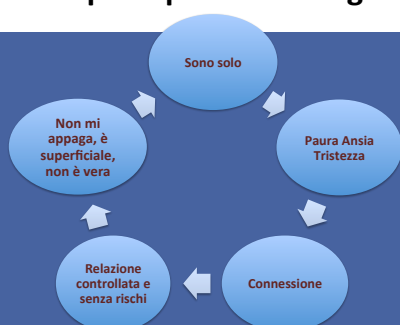 Sono solo
Paura Ansia
Tristezza
Connessione
Relazione
controllata e
senza rischi
Non mi
appaga, è
superficiale,
non è vera